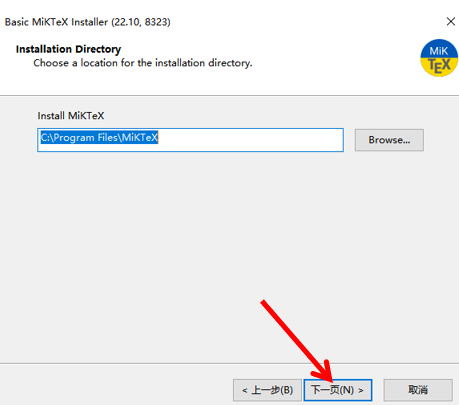 Basic MiKTeX Installer (22.10, 8323)
Installation Directory
Choose a location for the installation directory.
MiK
TEX
Install MiKTeX
C:\Program Files\MiKTeX
Browse...
< 上一步(B)
下一页(N) >
取消